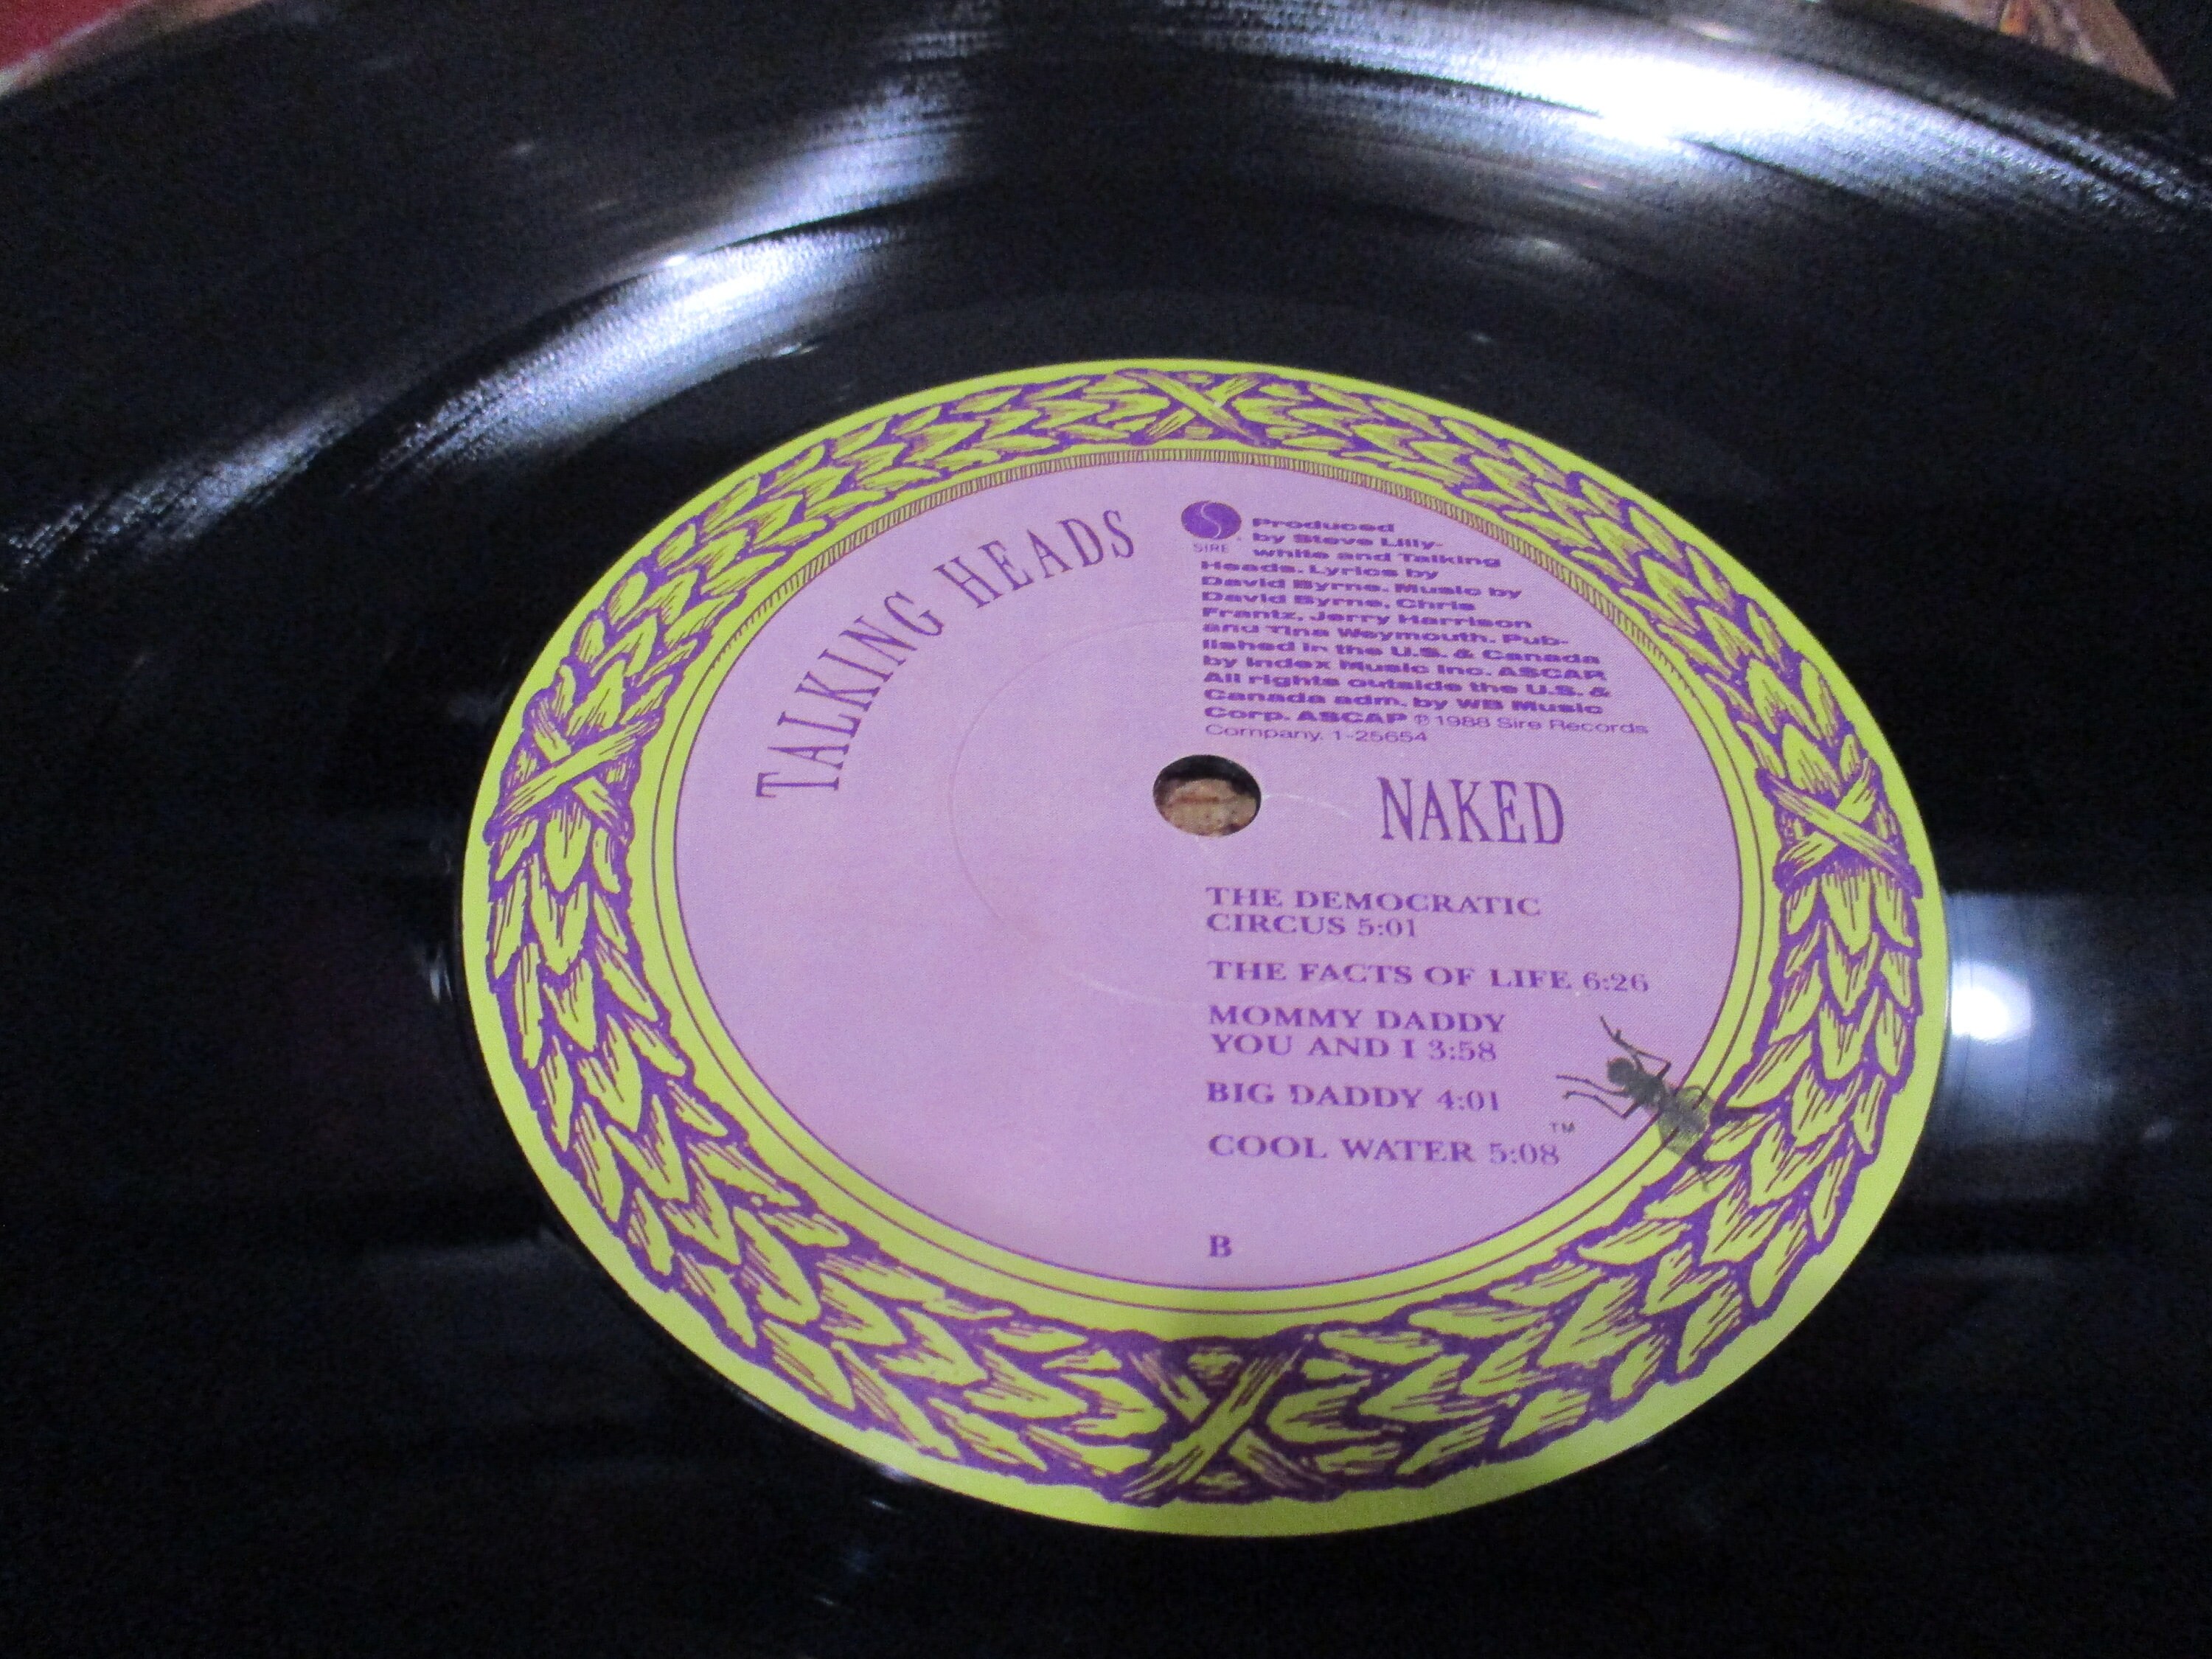 TALKING HEADS
SIRE
Produced
by Steve Lilly-
white and Talking
Heads. Lyrics by
David Byrne. Music by
David Byrne, Chris
Frantz, Jerry Harrison
and Tina Weymouth. Pub-
lished in the U.S. & Canada
by Index Music Inc. ASCAP.
All rights outside the U.S. &
Canada adm. by WB Music
Corp. ASCAP ℗ 1988 Sire Records
Company. 1-25654
NAKED
THE DEMOCRATIC
CIRCUS 5:01
THE FACTS OF LIFE 6:26
MOMMY DADDY
YOU AND I 3:58
BIG DADDY 4:01
TM
COOL WATER 5:08
B